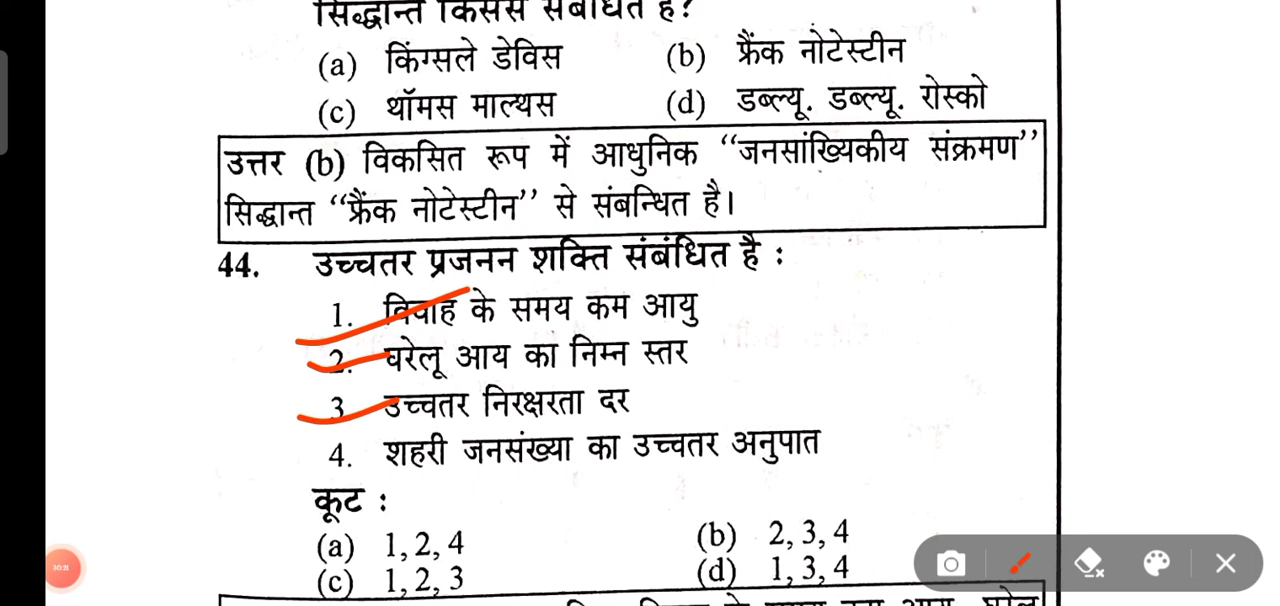 सिद्धान्त किससे संबंधित है?
(a) किंग्सले डेविस (b) फ्रैंक नोटेस्टीन
(c) थॉमस माल्थस (d) डब्ल्यू. डब्ल्यू. रोस्को
उत्तर (b) विकसित रूप में आधुनिक “जनसांख्यिकीय संक्रमण”
सिद्धान्त “फ्रैंक नोटेस्टीन” से संबन्धित है।
44. उच्चतर प्रजनन शक्ति संबंधित है :
1. विवाह के समय कम आयु
2. घरेलू आय का निम्न स्तर
3. उच्चतर निरक्षरता दर
4. शहरी जनसंख्या का उच्चतर अनुपात
कूट :
(a) 1, 2, 4 (b) 2, 3, 4
(c) 1, 2, 3 (d) 1, 3, 4